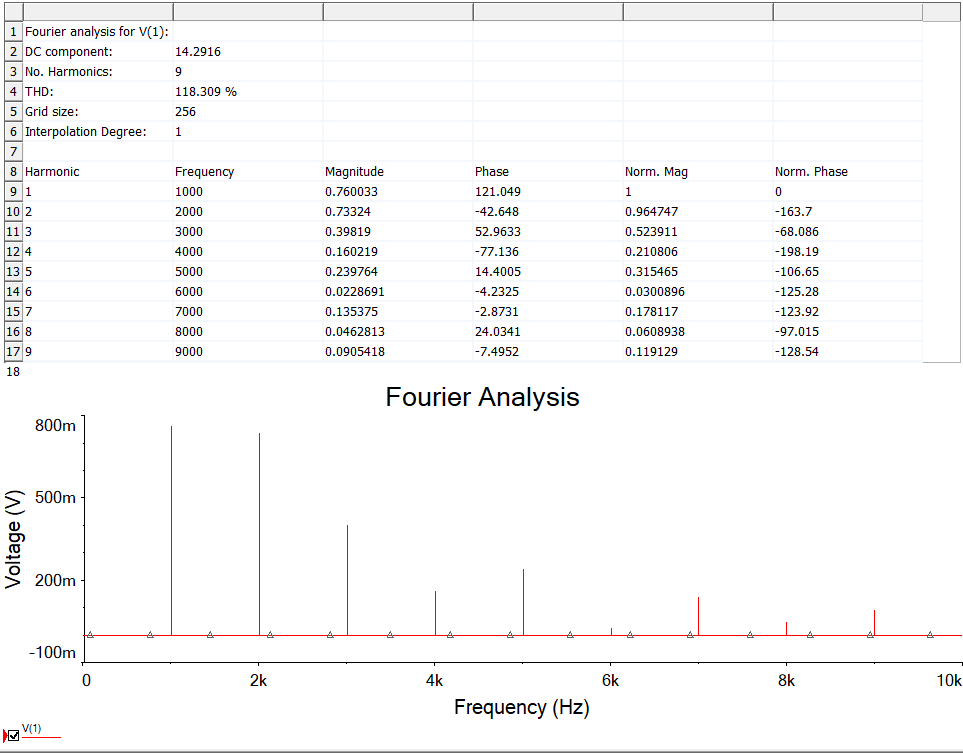 1 Fourier analysis for V(1):
2 DC component: 14.2916
3 No. Harmonics: 9
4 THD: 118.309 %
5 Grid size: 256
6 Interpolation Degree: 1
7
8 Harmonic Frequency Magnitude Phase Norm. Mag Norm. Phase
9 1 1000 0.760033 121.049 1 0
10 2 2000 0.73324 -42.648 0.964747 -163.7
11 3 3000 0.39819 52.9633 0.523911 -68.086
12 4 4000 0.160219 -77.136 0.210806 -198.19
13 5 5000 0.239764 14.4005 0.315465 -106.65
14 6 6000 0.0228691 -4.2325 0.0300896 -125.28
15 7 7000 0.135375 -2.8731 0.178117 -123.92
16 8 8000 0.0462813 24.0341 0.0608938 -97.015
17 9 9000 0.0905418 -7.4952 0.119129 -128.54
18
Fourier Analysis
800m
500m
200m
-100m
Voltage (V)
0 2k 4k 6k 8k 10k
Frequency (Hz)
V(1)